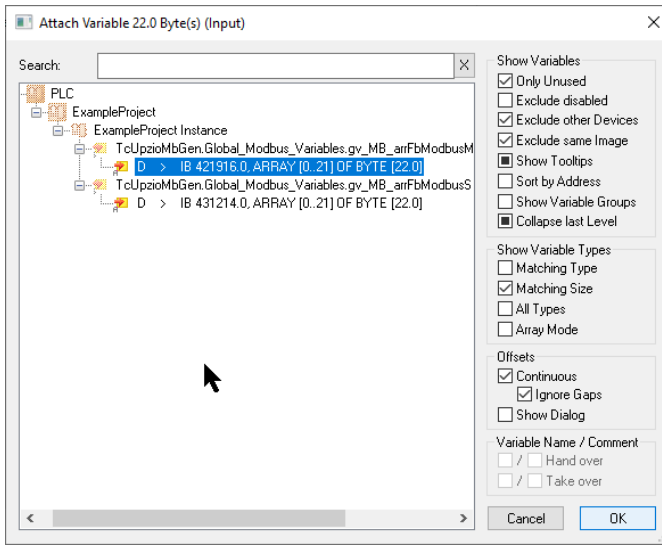 Attach Variable 22.0 Byte(s) (Input)
Search:
X
PLC
ExampleProject
ExampleProject Instance
TcUpzioMbGen.Global_Modbus_Variables.gv_MB_arrFbModbusM
D > IB 421916.0, ARRAY [0..21] OF BYTE [22.0]
TcUpzioMbGen.Global_Modbus_Variables.gv_MB_arrFbModbusS
D > IB 431214.0, ARRAY [0..21] OF BYTE [22.0]
Show Variables
Only Unused
Exclude disabled
Exclude other Devices
Exclude same Image
Show Tooltips
Sort by Address
Show Variable Groups
Collapse last Level
Show Variable Types
Matching Type
Matching Size
All Types
Array Mode
Offsets
Continuous
Ignore Gaps
Show Dialog
Variable Name / Comment
/ Hand over
/ Take over
Cancel OK